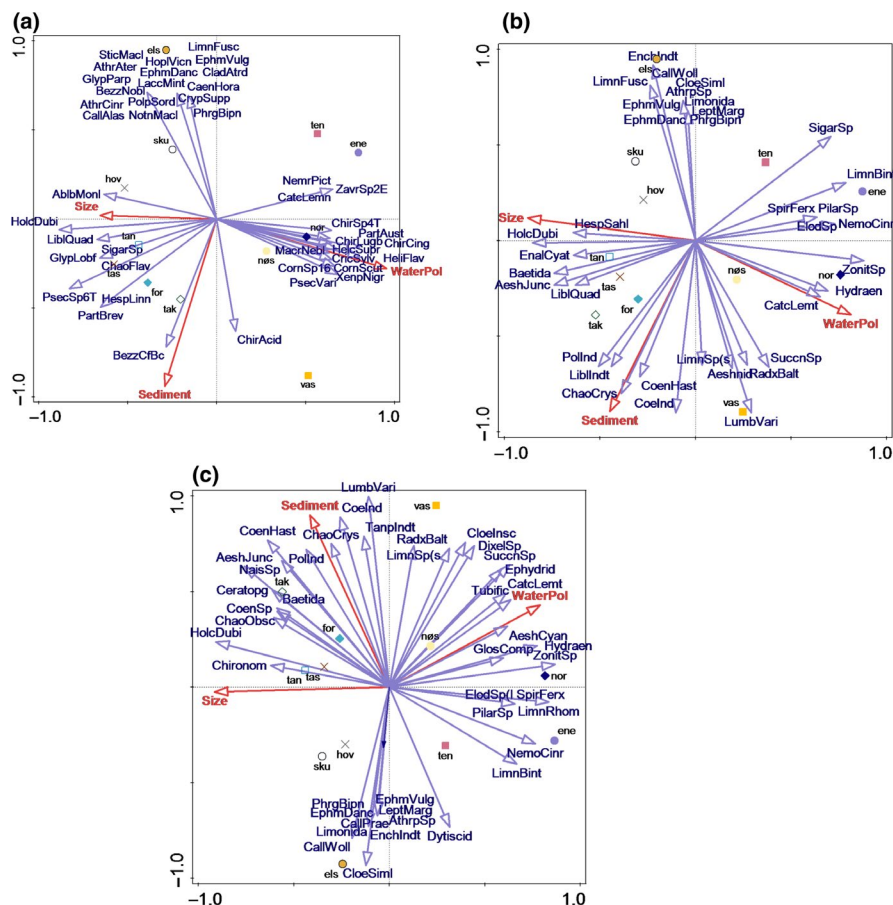 (a)
1.0
els
LimnFusc
SticMacl
HoplVicn
EphmVulg
AthrAter
EphmDanc
CladAtrd
GlypParp
LaccMint
CaenHora
BezzNobl
PolpSord
CrypSupp
AthrCinr
NotnMacl
PhrgBipn
CallAlas
ten
sku
ene
hov
NemrPict
ZavrSp2E
AblbMonl
CatcLemn
Size
HolcDubi
ChirSp4T
nor
PartAust
LiblQuad
tan
ChirLugb
ChirCing
SigarSp
MacrNebl
HelcSupr
GlypLobf
ChaoFlav
nøs
CricSylv
HeliFlav
tas
CornSp16
CornScut
WaterPol
PsecSp6T
for
PsecVari
XenpNigr
HespLinn
tak
PartBrev
ChirAcid
BezzCfBc
vas
Sediment
-1.0
-1.0
1.0
(b)
1.0
EnchIndt
els
CallWoll
LimnFusc
CloeSiml
AthrpSp
EphmVulg
Limonida
LeptMarg
EphmDanc
PhrgBipn
SigarSp
sku
ten
LimnBint
hov
ene
SpirFerx
PilarSp
Size
NemoCinr
HespSahl
ElodSp
HolcDubi
EnalCyat
tan
ZonitSp
Baetida
tas
nøs
nor
AeshJunc
LiblQuad
Hydraen
for
CatcLemt
tak
WaterPol
PolInd
LimnSp(s
SuccnSp
LiblIndt
Aeshnid
RadxBalt
CoenHast
ChaoCrys
CoeInd
vas
Sediment
LumbVari
-1.0
-1.0
1.0
(c)
1.0
LumbVari
Sediment
CoeInd
vas
TanpIndt
CoenHast
ChaoCrys
RadxBalt
CloeInsc
PolInd
LimnSp(s
DixelSp
AeshJunc
SuccnSp
NaisSp
Ephydrid
tak
CatcLemt
Ceratopg
Baetida
Tubific
WaterPol
CoenSp
ChaoObsc
for
nøs
AeshCyan
HolcDubi
Hydraen
GlosComp
ZonitSp
Chironom
tan
tas
nor
Size
ElodSp(l
SpirFerx
PilarSp
LimnRhom
hov
ene
sku
ten
NemoCinr
LimnBint
PhrgBipn
EphmVulg
EphmDanc
LeptMarg
CallPrae
AthrpSp
Limonida
EnchIndt
Dytiscid
CallWoll
els
CloeSiml
-1.0
-1.0
1.0